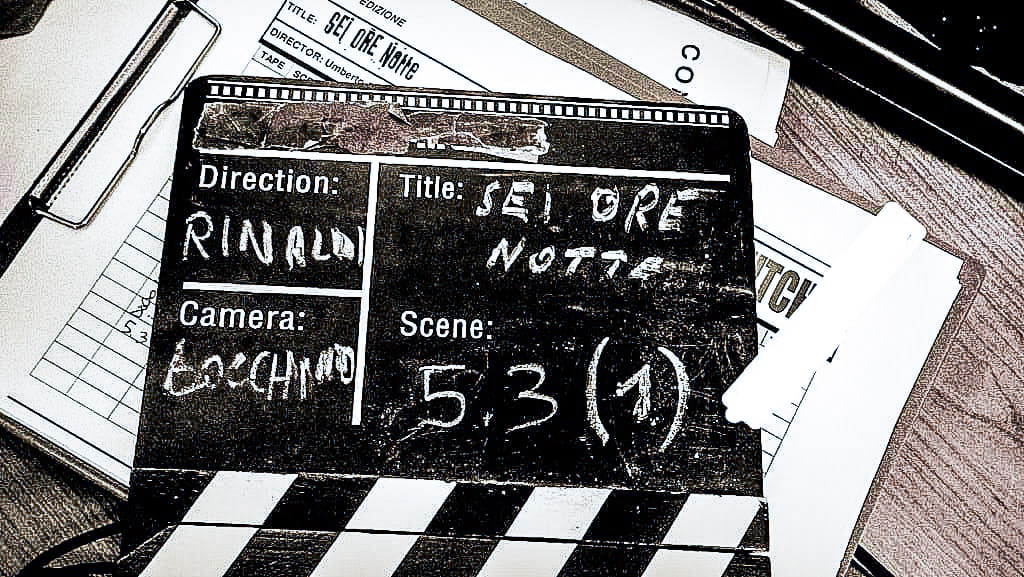 EDIZIONE
TITLE: SEI ORE Notte
DIRECTOR: Umberto
TAPE
Direction:
RINALDI
Title: SEI ORE
NOTTE
Camera:
Scene:
5.3 (1)